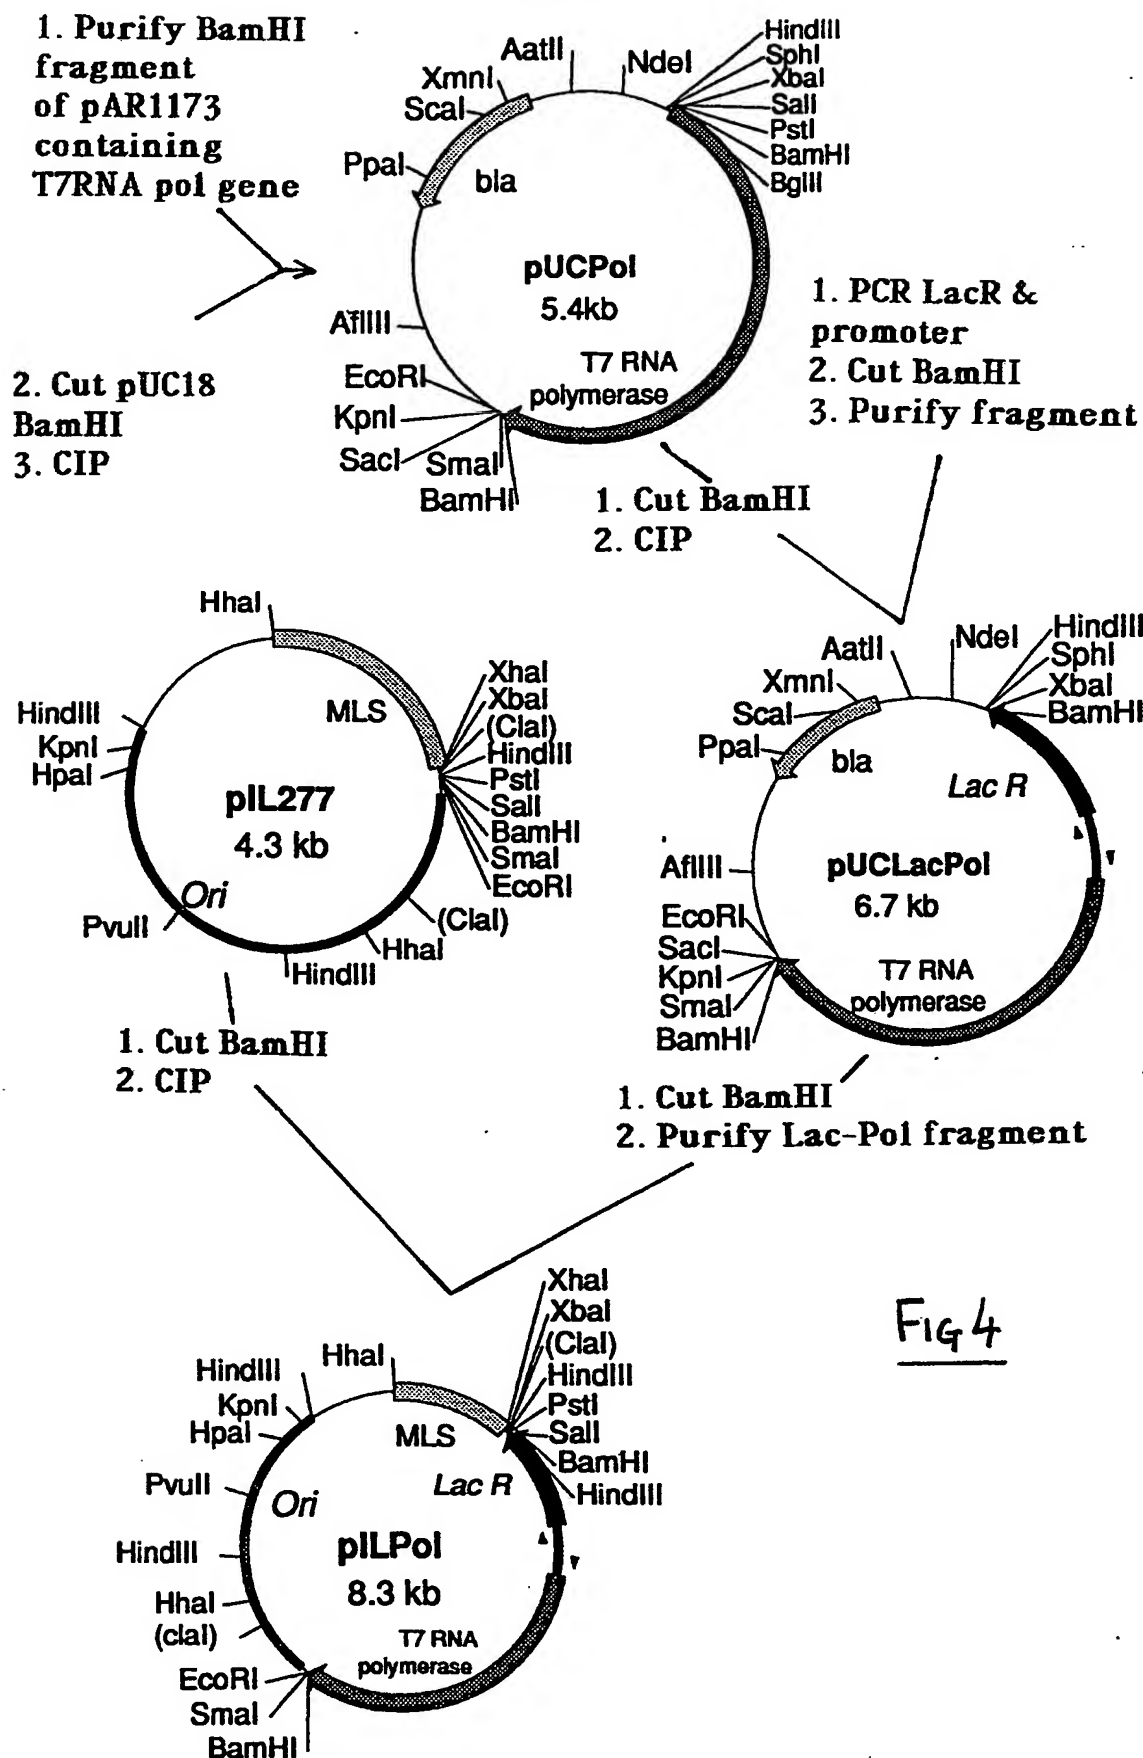 1. Purify BamHI
fragment
of pAR1173
containing
T7RNA pol gene
2. Cut pUC18
BamHI
3. CIP
AatII
NdeI
XmnI
ScaI
PpaI
bla
HindIII
SphI
XbaI
SalI
PstI
BamHI
BglII
pUCPol
5.4kb
AflIII
T7 RNA
polymerase
EcoRI
KpnI
SacI
SmaI
BamHI
1. PCR LacR &
promoter
2. Cut BamHI
3. Purify fragment
1. Cut BamHI
2. CIP
HhaI
MLS
XhaI
XbaI
(ClaI)
HindIII
PstI
SalI
BamHI
SmaI
EcoRI
(ClaI)
HhaI
HindIII
HindIII
KpnI
HpaI
pIL277
4.3 kb
Ori
PvuII
1. Cut BamHI
2. CIP
AatII
NdeI
XmnI
ScaI
PpaI
bla
HindIII
SphI
XbaI
BamHI
Lac R
pUCLacPol
6.7 kb
AflIII
EcoRI
SacI
KpnI
SmaI
BamHI
T7 RNA
polymerase
1. Cut BamHI
2. Purify Lac-Pol fragment
HhaI
HindIII
KpnI
HpaI
PvuII
Ori
HindIII
HhaI
(claI)
EcoRI
SmaI
BamHI
MLS
XhaI
XbaI
(ClaI)
HindIII
PstI
SalI
BamHI
HindIII
Lac R
pILPol
8.3 kb
T7 RNA
polymerase
FIG 4